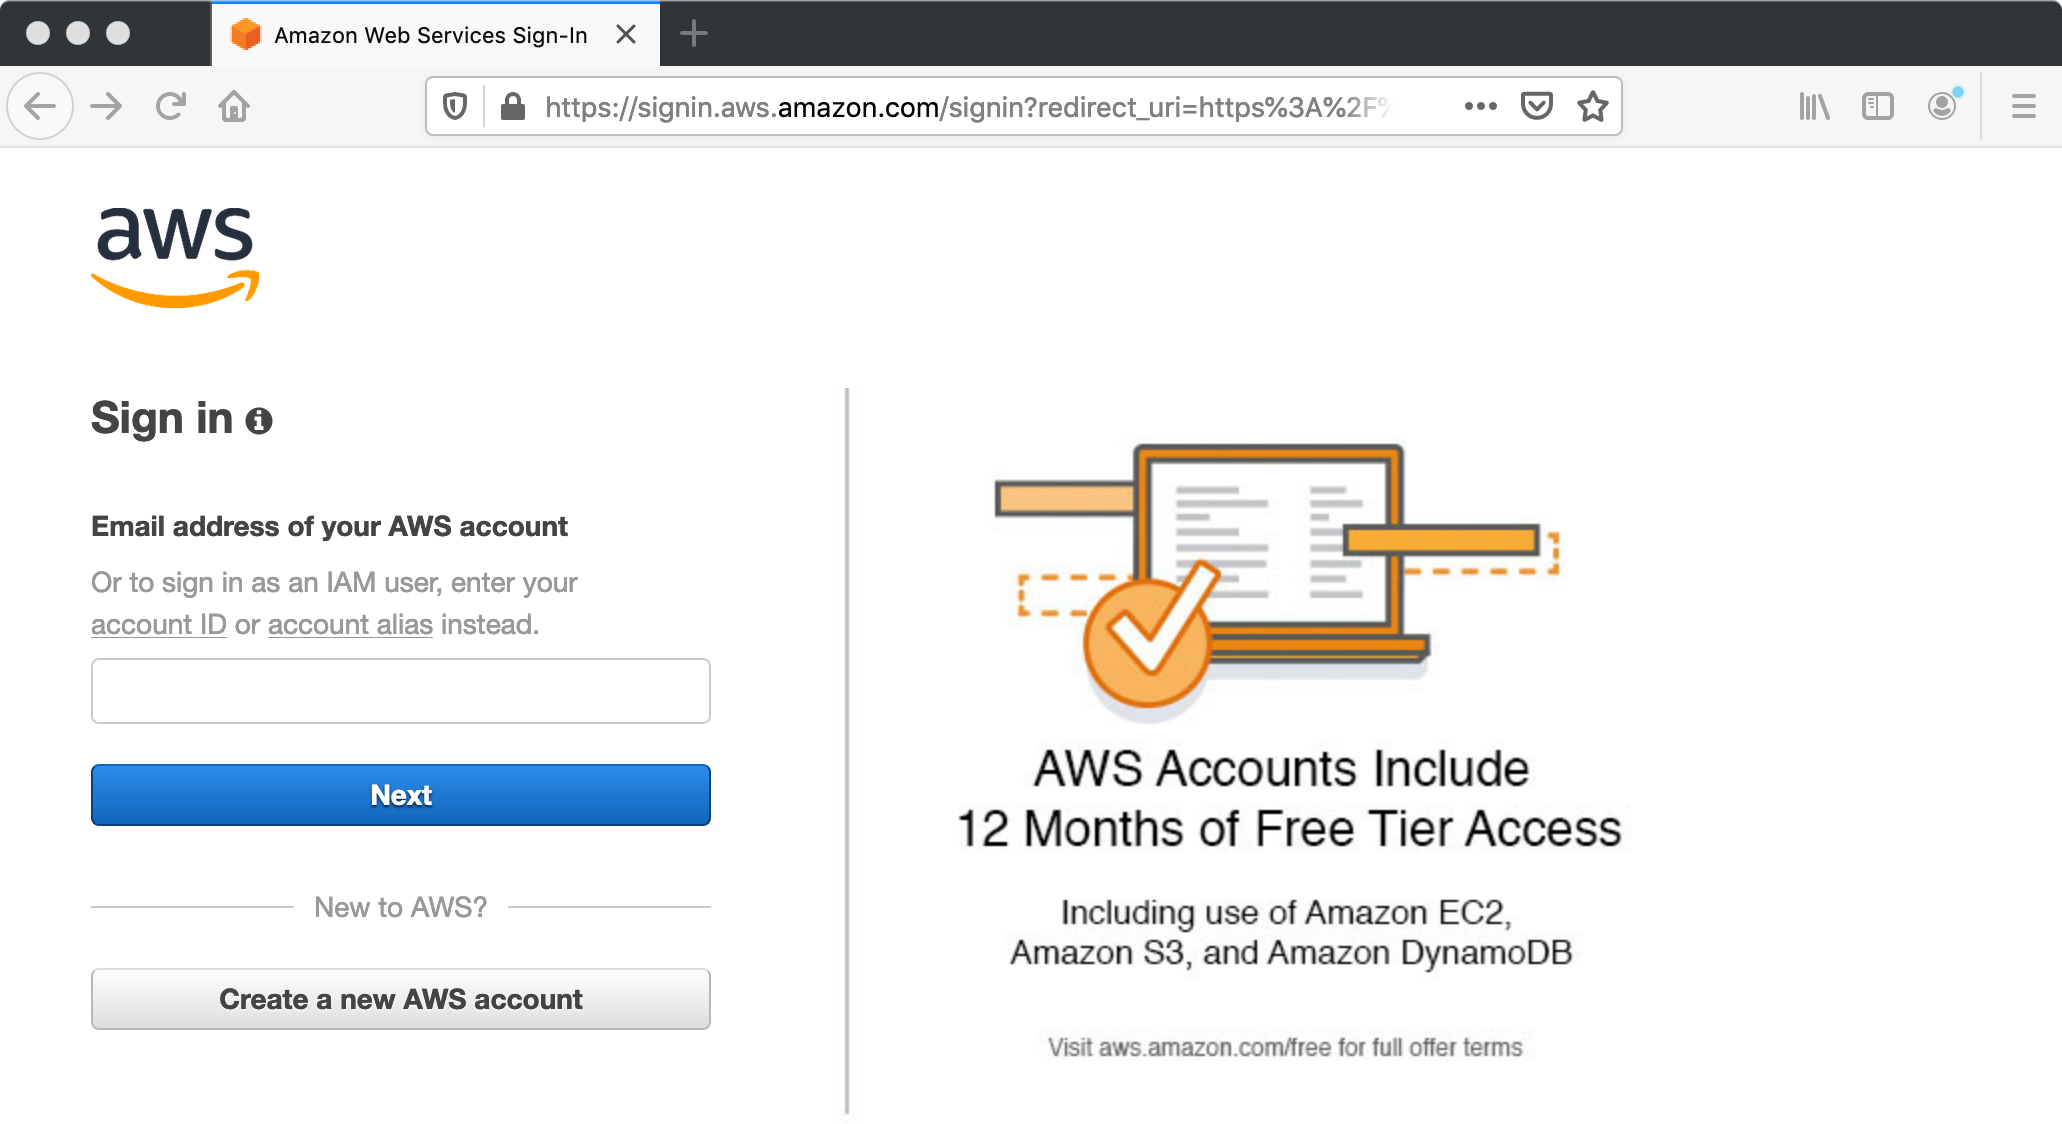 Amazon Web Services Sign-In
https://signin.aws.amazon.com/signin?redirect_uri=https%3A%2F%
aws
Sign in
Email address of your AWS account
Or to sign in as an IAM user, enter your
account ID or account alias instead.
Next
New to AWS?
Create a new AWS account
AWS Accounts Include
12 Months of Free Tier Access
Including use of Amazon EC2,
Amazon S3, and Amazon DynamoDB
Visit aws.amazon.com/free for full offer terms